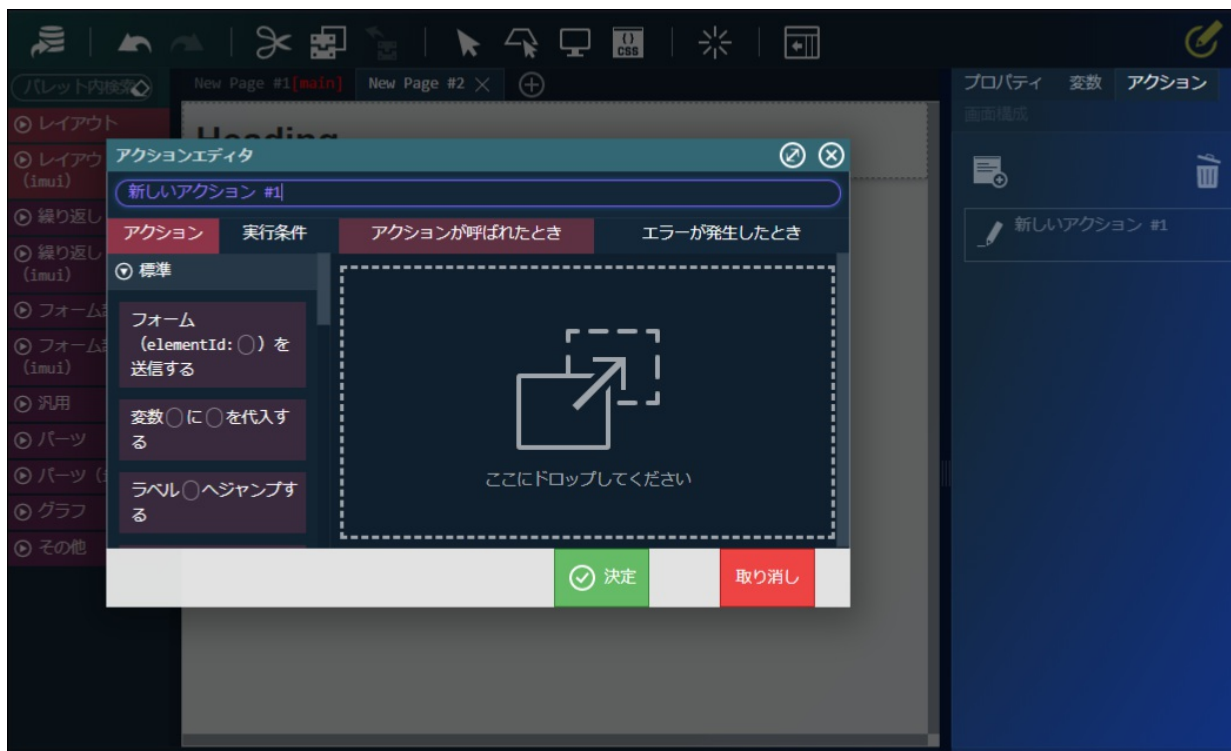 {}
CSS
パレット内検索
New Page #1[main]
New Page #2
プロパティ
変数
アクション
画面構成
レイアウト
Heading
レイアウ
(imui)
繰り返し
繰り返し
(imui)
フォーム
フォーム
(imui)
汎用
パーツ
パーツ (i
グラフ
その他
アクションエディタ
新しいアクション #1
アクション
実行条件
アクションが呼ばれたとき
エラーが発生したとき
標準
フォーム
(elementId:○) を
送信する
変数○に○を代入す
る
ラベル○へジャンプす
る
ここにドロップしてください
決定
取り消し
新しいアクション #1